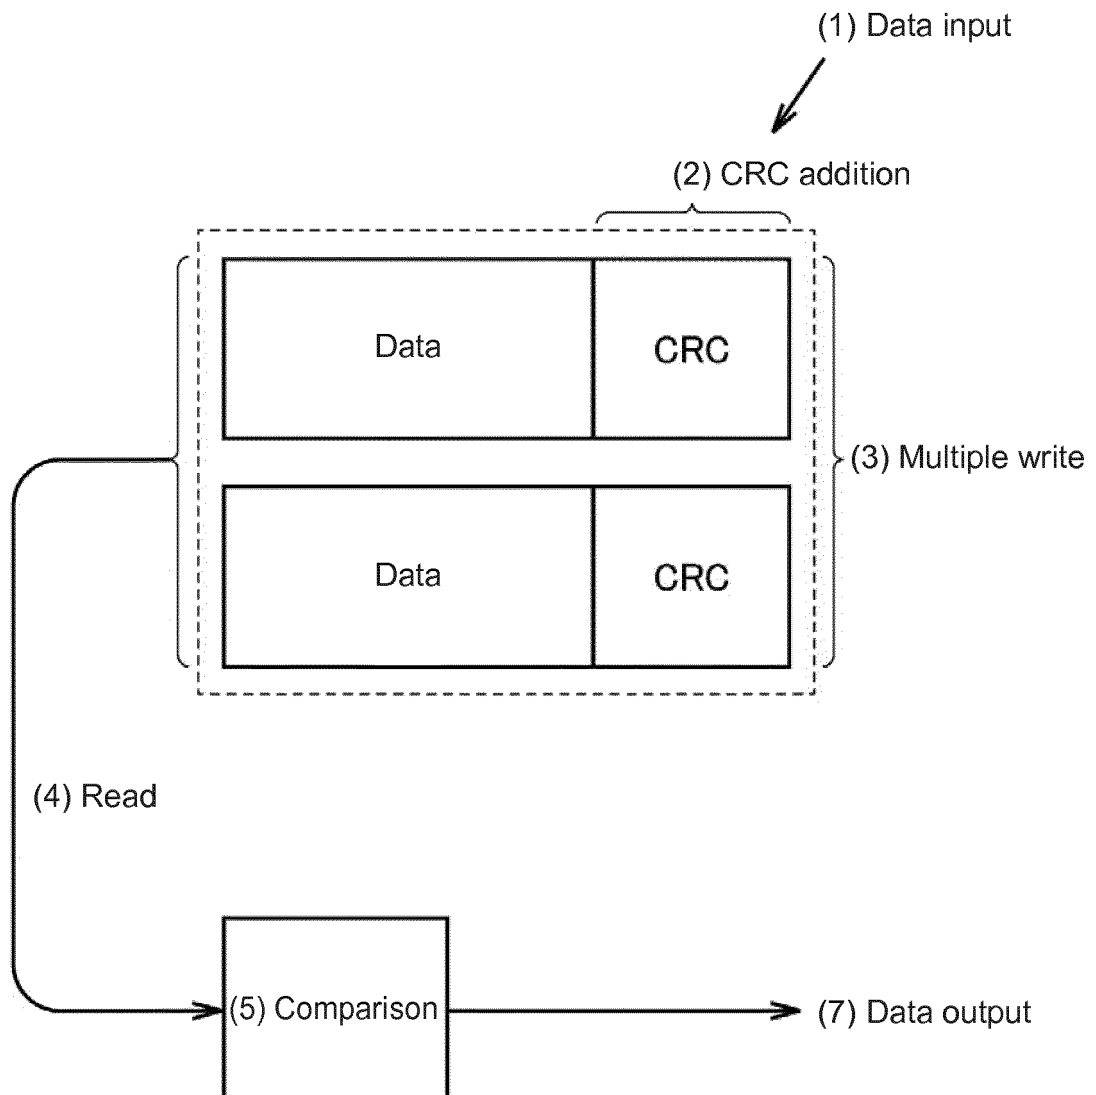 (1) Data input
(2) CRC addition
Data
CRC
(3) Multiple write
Data
CRC
(4) Read
(5) Comparison
(7) Data output